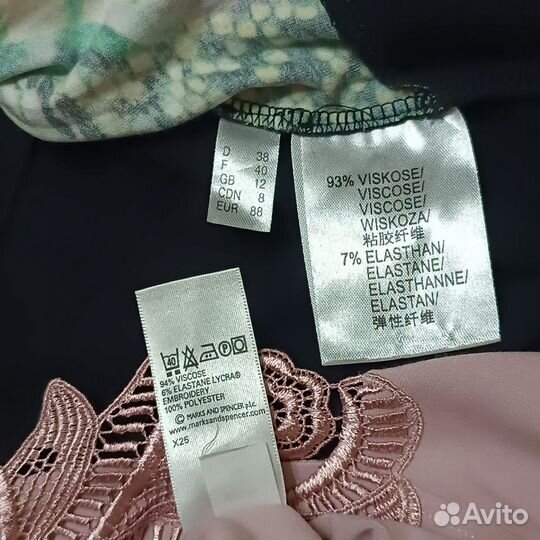 D 38
F 40
GB 12
CDN 8
EUR 88
93% VISKOSE/
VISCOSE/
VISCOSE/
WISKOZA/
粘胶纤维
7% ELASTHAN/
ELASTANE/
ELASTHANNE/
ELASTAN/
弹性纤维
40
94% VISCOSE
6% ELASTANE LYCRA®
EMBROIDERY
100% POLYESTER
© MARKS AND SPENCER p.l.c.
www.marksandspencer.com
X25
Avito